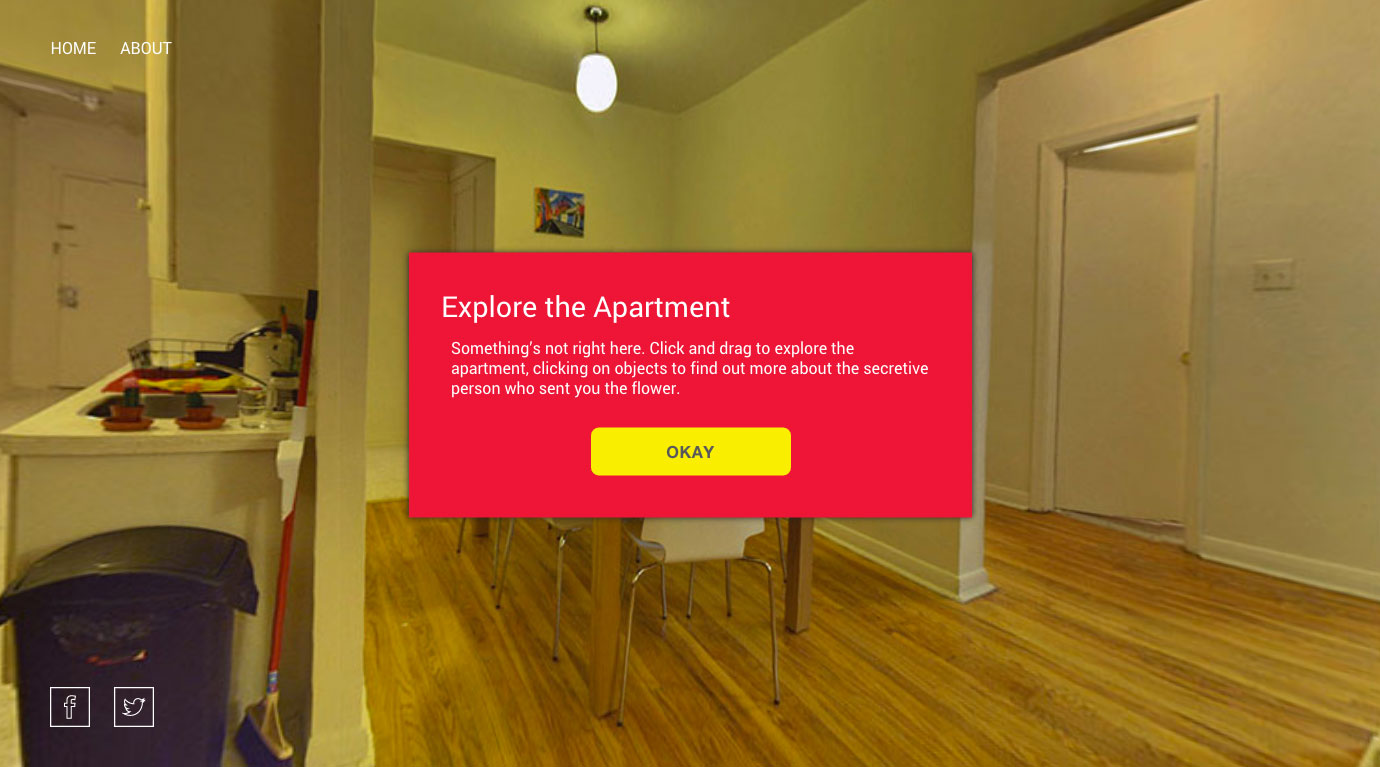 HOME ABOUT
Explore the Apartment
Something's not right here. Click and drag to explore the
apartment, clicking on objects to find out more about the secretive
person who sent you the flower.
OKAY